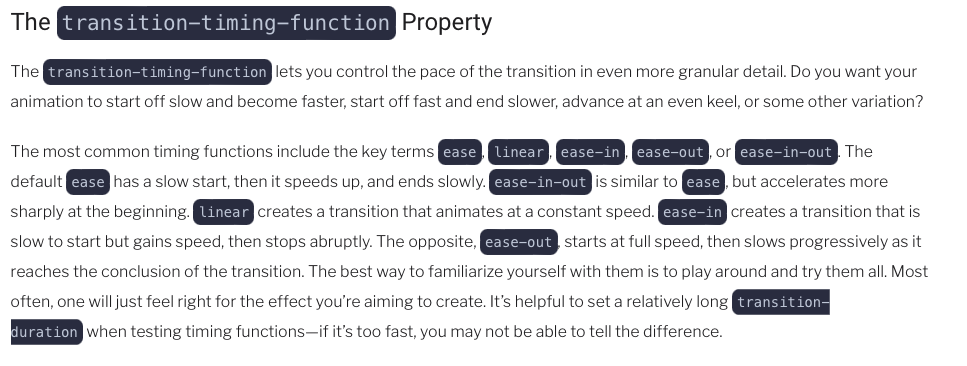 The transition-timing-function Property
The transition-timing-function lets you control the pace of the transition in even more granular detail. Do you want your
animation to start off slow and become faster, start off fast and end slower, advance at an even keel, or some other variation?
The most common timing functions include the key terms ease, linear, ease-in, ease-out, or ease-in-out. The
default ease has a slow start, then it speeds up, and ends slowly. ease-in-out is similar to ease, but accelerates more
sharply at the beginning. linear creates a transition that animates at a constant speed. ease-in creates a transition that is
slow to start but gains speed, then stops abruptly. The opposite, ease-out, starts at full speed, then slows progressively as it
reaches the conclusion of the transition. The best way to familiarize yourself with them is to play around and try them all. Most
often, one will just feel right for the effect you’re aiming to create. It’s helpful to set a relatively long transition-
duration when testing timing functions—if it’s too fast, you may not be able to tell the difference.